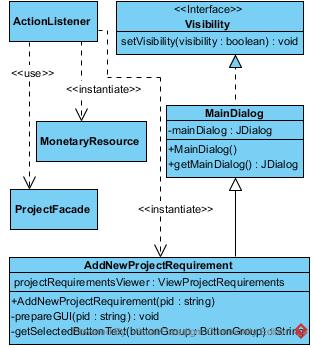 ActionListener
<<Interface>>
Visibility
setVisibility(visibility : boolean) : void
<<use>>
<<instantiate>>
MainDialog
-mainDialog : JDialog
+MainDialog()
+getMainDialog() : JDialog
MonetaryResource
ProjectFacade
<<instantiate>>
AddNewProjectRequirement
projectRequirementsViewer : ViewProjectRequirements
+AddNewProjectRequirement(pid : string)
-prepareGUI(pid : string) : void
-getSelectedButtonText(buttonGroup : ButtonGroup) : String